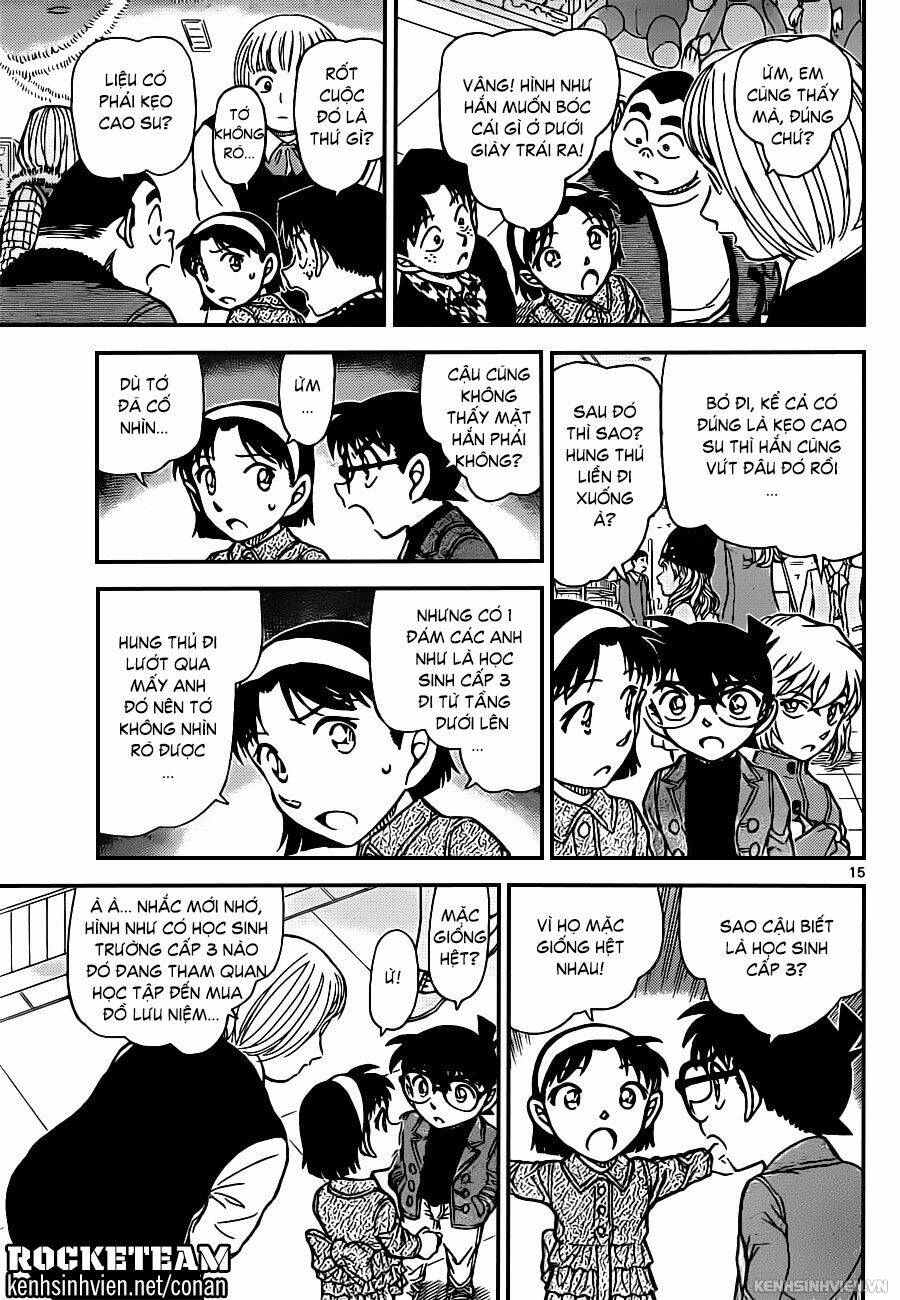 ỪM, EM
CŨNG THẤY
MÀ, ĐÚNG
CHỨ?
VÂNG! HÌNH NHƯ
HẮN MUỐN BÓC
CÁI GÌ Ở DƯỚI
GIÀY TRÁI RA!
RỐT
CUỘC
ĐÓ LÀ
THỨ GÌ?
TỚ
KHÔNG
RÕ...
LIỆU CÓ
PHẢI KẸO
CAO SU?
BỎ ĐI, KỂ CẢ CÓ
ĐÚNG LÀ KẸO CAO
SU THÌ HẮN CŨNG
VỨT ĐÂU ĐÓ RỒI
...
SAU ĐÓ
THÌ SAO?
HUNG THỦ
LIỀN ĐI
XUỐNG
À?
CẬU CŨNG
KHÔNG
THẤY MẶT
HẮN PHẢI
KHÔNG?
ỪM
...
DÙ TỚ
ĐÃ CỐ
NHÌN...
NHƯNG CÓ 1
ĐÁM CÁC ANH
NHƯ LÀ HỌC
SINH CẤP 3
ĐI TỪ TẦNG
DƯỚI LÊN
...
HUNG THỦ ĐI
LƯỚT QUA
MẤY ANH
ĐÓ NÊN TỚ
KHÔNG NHÌN
RÕ ĐƯỢC
...
15
SAO CẬU BIẾT
LÀ HỌC SINH
CẤP 3?
VÌ HỌ MẶC
GIỐNG HỆT
NHAU!
MẶC
GIỐNG
HỆT?
Ừ!
À À... NHẮC MỚI NHỚ,
HÌNH NHƯ CÓ HỌC SINH
TRƯỜNG CẤP 3 NÀO
ĐÓ ĐANG THAM QUAN
HỌC TẬP ĐẾN MUA
ĐỒ LƯU NIỆM...
ROCKETEAM
kenhsinhvien.net/conan
KENHSINHVIEN.VN